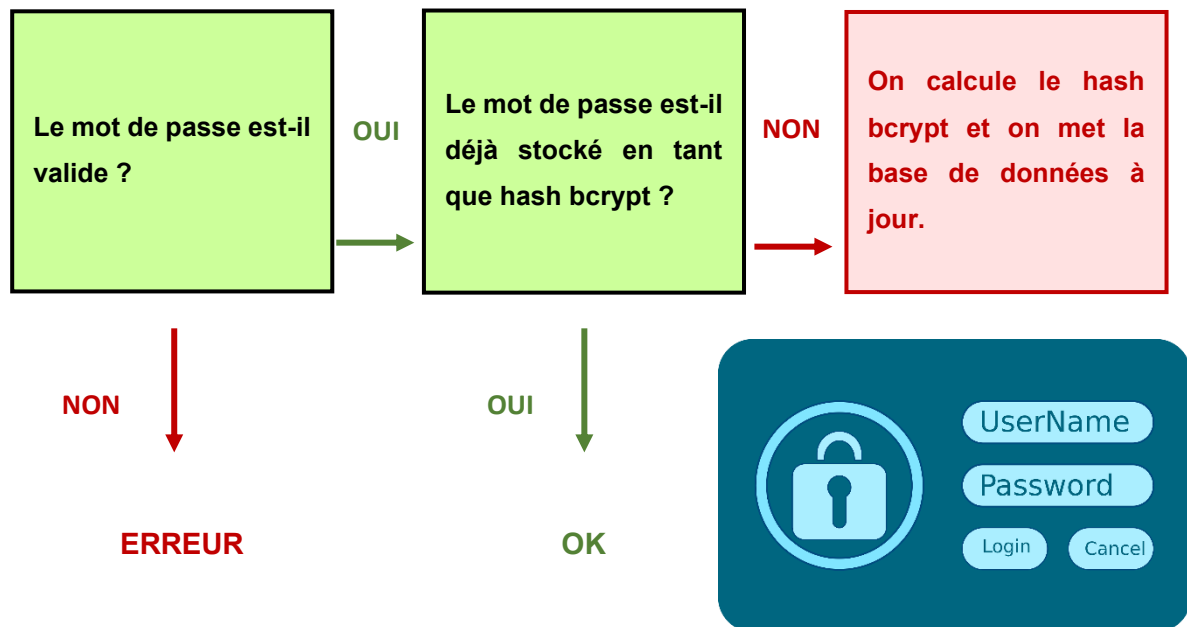 Le mot de passe est-il
valide ?
OUI
Le mot de passe est-il
déjà stocké en tant
que hash bcrypt ?
NON
On calcule le hash
bcrypt et on met la
base de données à
jour.
NON
OUI
ERREUR
OK
UserName
Password
Login
Cancel